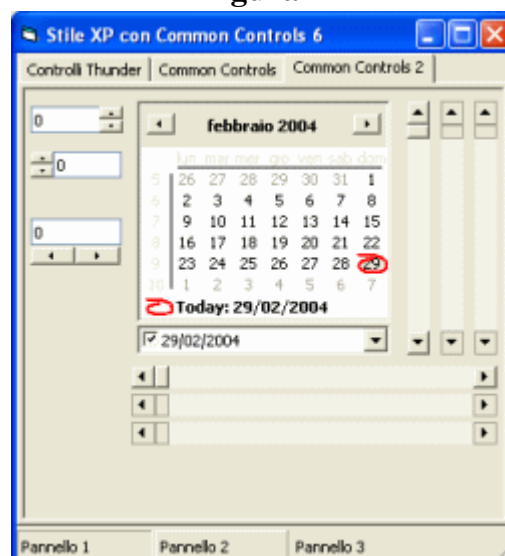 Stile XP con Common Controls 6
Controlli Thunder Common Controls Common Controls 2
0
0
0
febbraio 2004
lun mar mer gio ven sab dom
5 26 27 28 29 30 31 1
6 2 3 4 5 6 7 8
7 9 10 11 12 13 14 15
8 16 17 18 19 20 21 22
9 23 24 25 26 27 28 29
10 1 2 3 4 5 6 7
Today: 29/02/2004
29/02/2004
Pannello 1 Pannello 2 Pannello 3